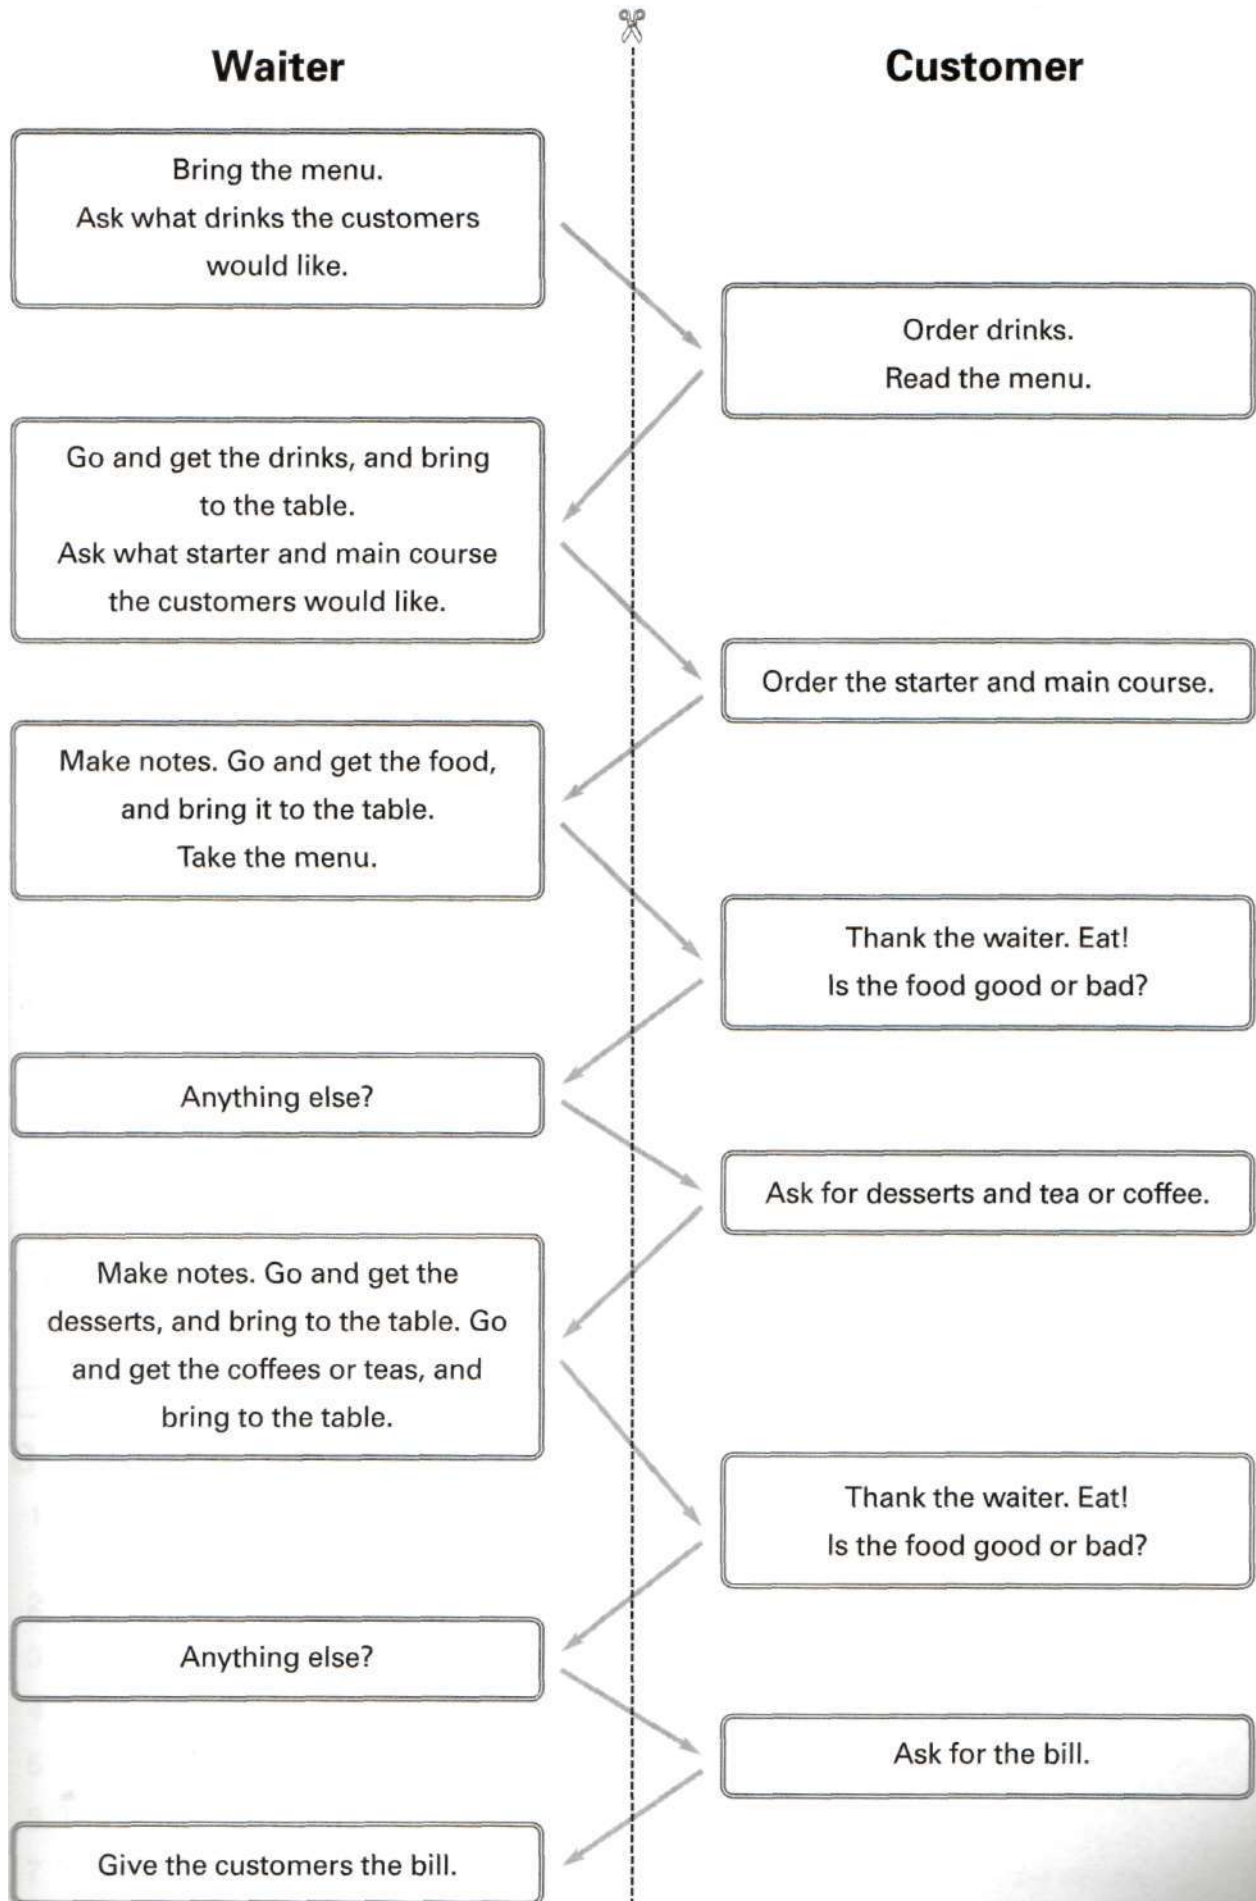 Waiter
Customer
Bring the menu.
Ask what drinks the customers
would like.
Order drinks.
Read the menu.
Go and get the drinks, and bring
to the table.
Ask what starter and main course
the customers would like.
Order the starter and main course.
Make notes. Go and get the food,
and bring it to the table.
Take the menu.
Thank the waiter. Eat!
Is the food good or bad?
Anything else?
Ask for desserts and tea or coffee.
Make notes. Go and get the
desserts, and bring to the table. Go
and get the coffees or teas, and
bring to the table.
Thank the waiter. Eat!
Is the food good or bad?
Anything else?
Ask for the bill.
Give the customers the bill.